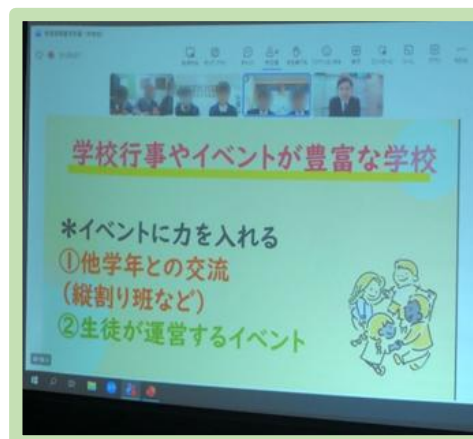 学校行事やイベントが豊富な学校
＊イベントに力を入れる
①他学年との交流
(縦割り班など)
②生徒が運営するイベント